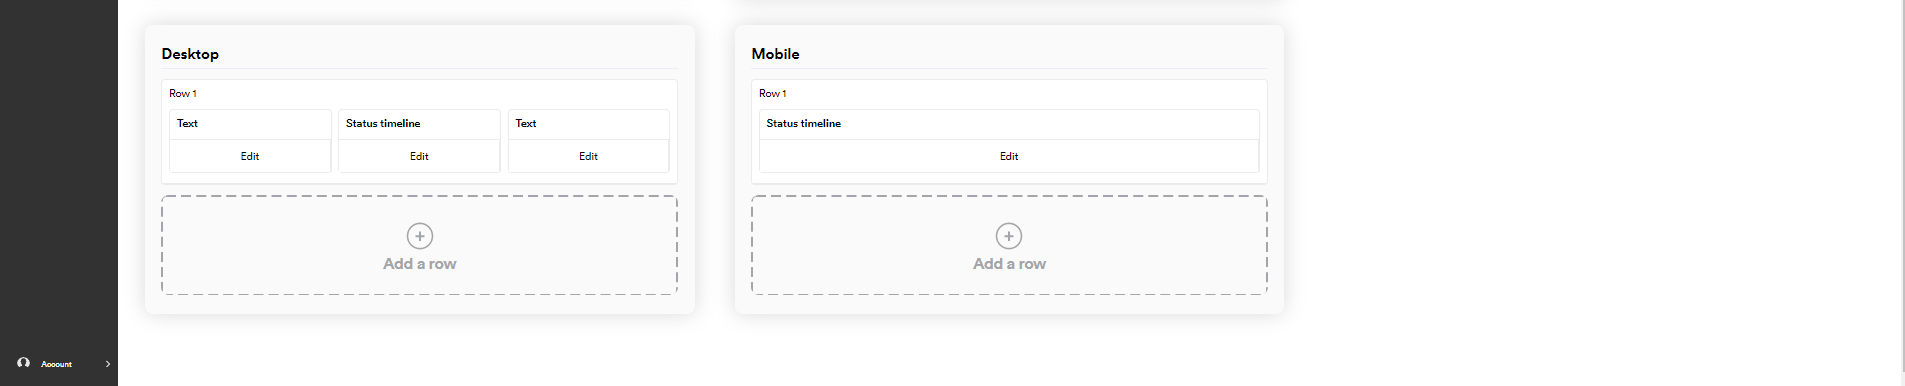 Desktop
Row 1
Text
Status timeline
Text
Edit
Edit
Edit
Add a row
Mobile
Row 1
Status timeline
Edit
Add a row
Account